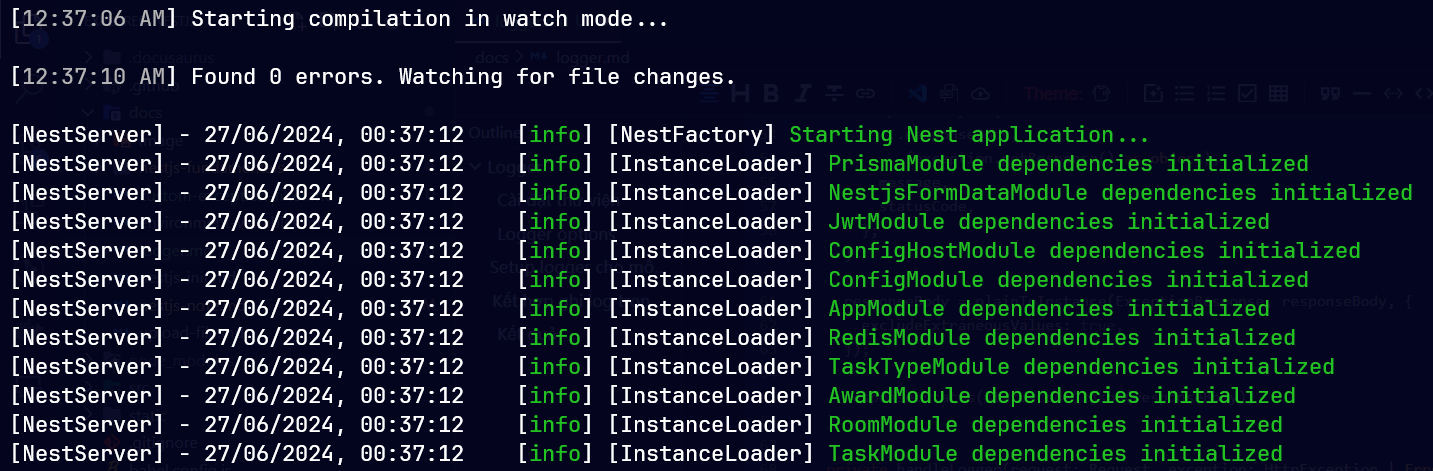 [12:37:06 AM] Starting compilation in watch mode...
[12:37:10 AM] Found 0 errors. Watching for file changes.
[NestServer] - 27/06/2024, 00:37:12    [info] [NestFactory] Starting Nest application...
[NestServer] - 27/06/2024, 00:37:12    [info] [InstanceLoader] PrismaModule dependencies initialized
[NestServer] - 27/06/2024, 00:37:12    [info] [InstanceLoader] NestjsFormDataModule dependencies initialized
[NestServer] - 27/06/2024, 00:37:12    [info] [InstanceLoader] JwtModule dependencies initialized
[NestServer] - 27/06/2024, 00:37:12    [info] [InstanceLoader] ConfigHostModule dependencies initialized
[NestServer] - 27/06/2024, 00:37:12    [info] [InstanceLoader] ConfigModule dependencies initialized
[NestServer] - 27/06/2024, 00:37:12    [info] [InstanceLoader] AppModule dependencies initialized
[NestServer] - 27/06/2024, 00:37:12    [info] [InstanceLoader] RedisModule dependencies initialized
[NestServer] - 27/06/2024, 00:37:12    [info] [InstanceLoader] TaskTypeModule dependencies initialized
[NestServer] - 27/06/2024, 00:37:12    [info] [InstanceLoader] AwardModule dependencies initialized
[NestServer] - 27/06/2024, 00:37:12    [info] [InstanceLoader] RoomModule dependencies initialized
[NestServer] - 27/06/2024, 00:37:12    [info] [InstanceLoader] TaskModule dependencies initialized